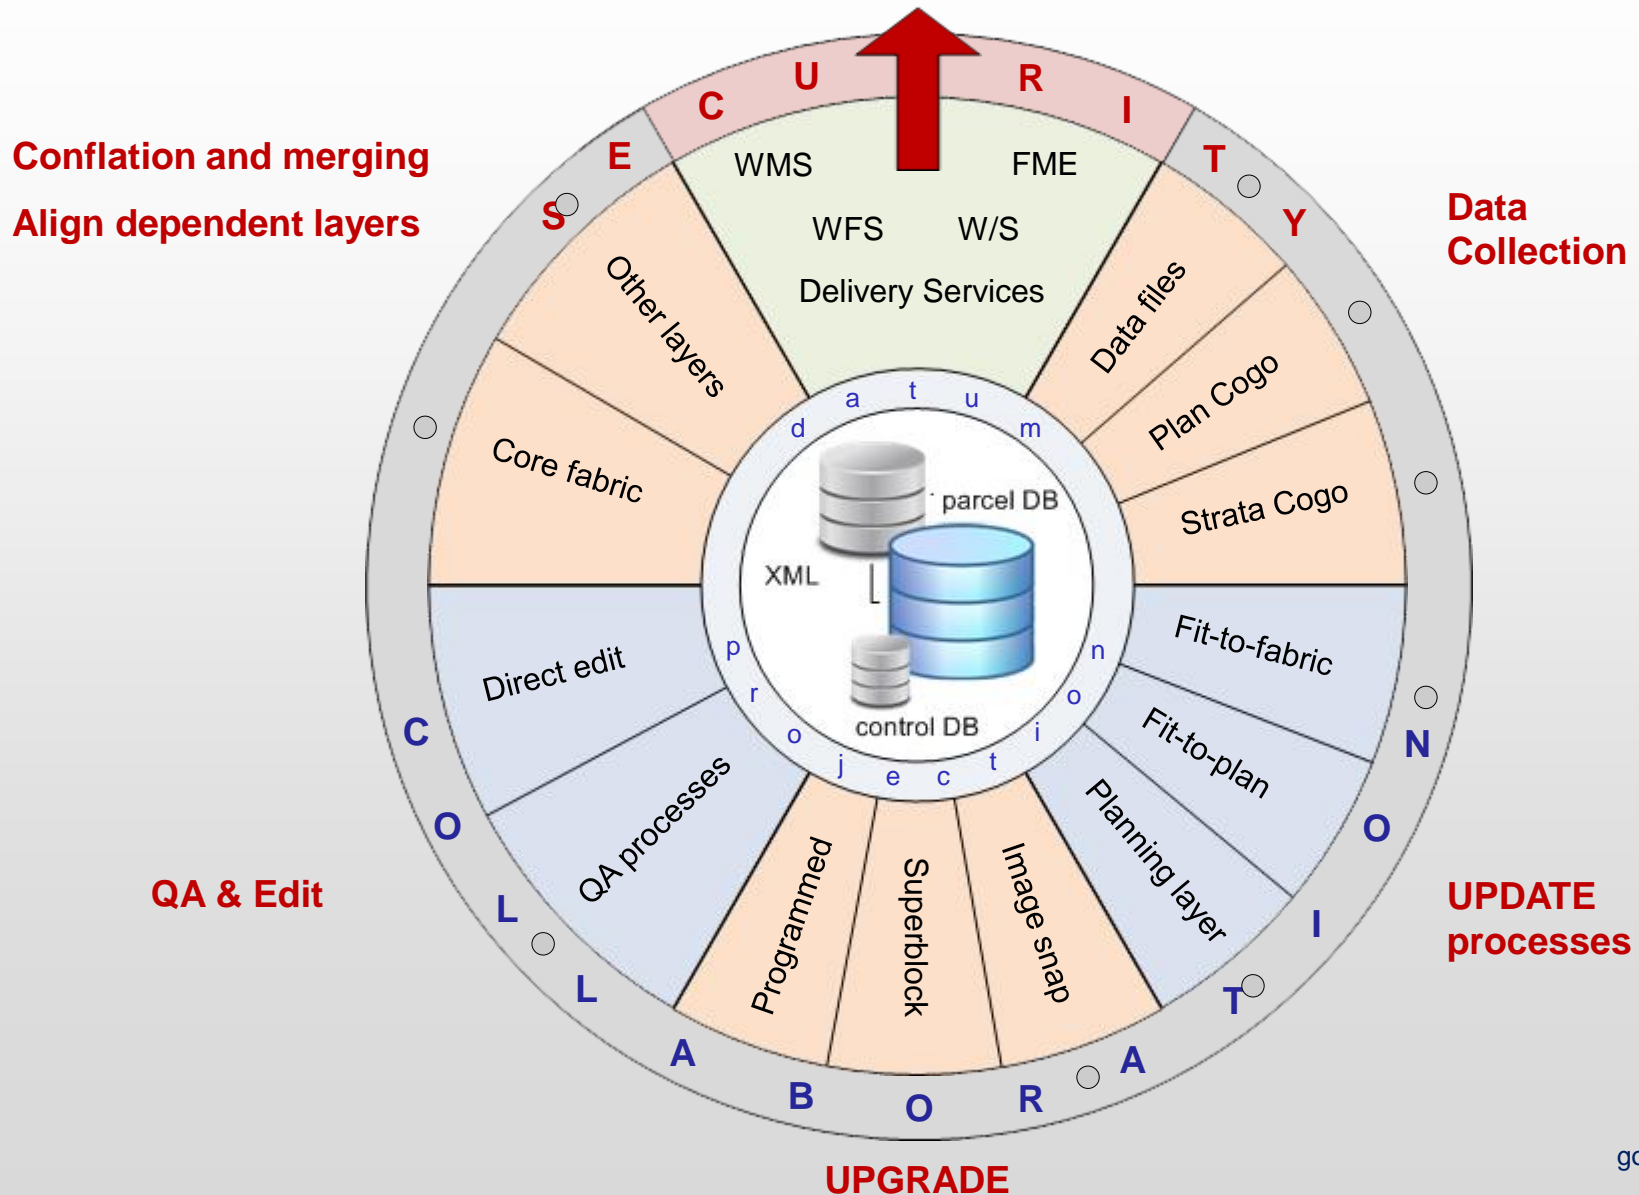 SECURITY
Conflation and merging
Align dependent layers
Data
Collection
WMS
FME
WFS
W/S
Delivery Services
Other layers
Core fabric
Data files
Plan Cogo
Strata Cogo
datum
parcel DB
XML
control DB
projection
Direct edit
QA processes
Programmed
Superblock
Image snap
Planning layer
Fit-to-plan
Fit-to-fabric
QA & Edit
UPDATE
processes
COLLABORATION
UPGRADE